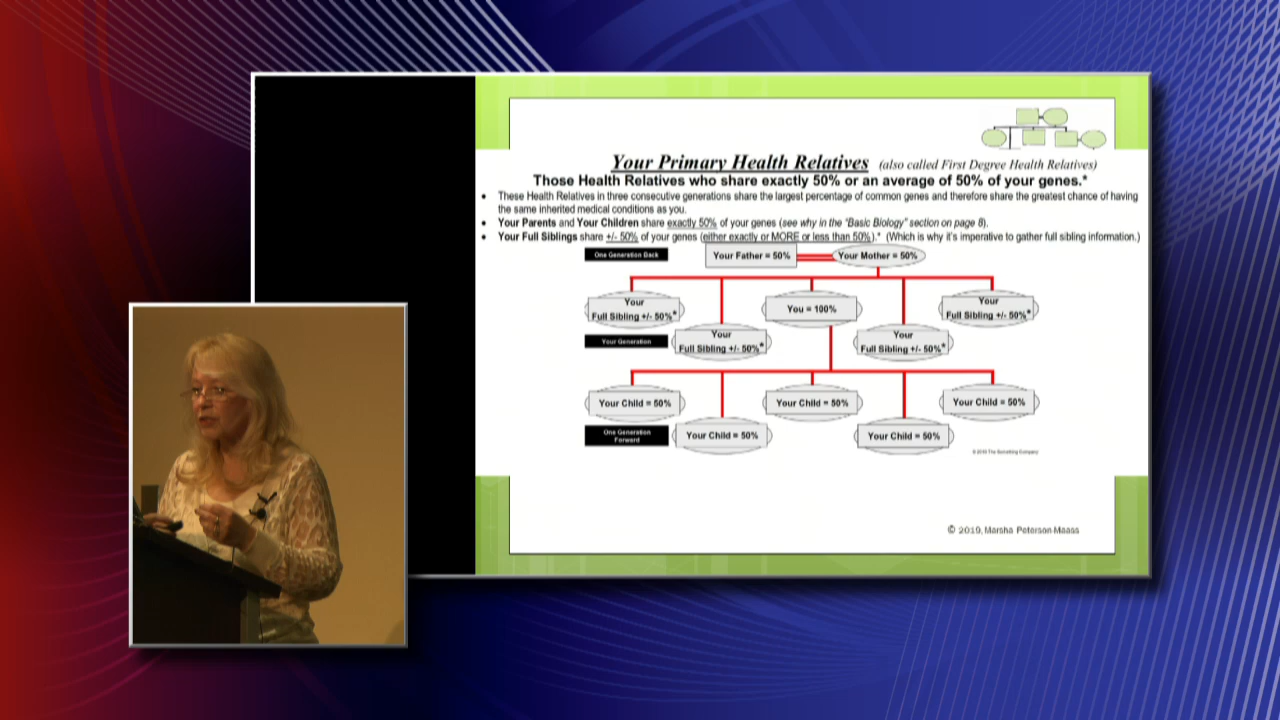 Your Primary Health Relatives (also called First Degree Health Relatives)
Those Health Relatives who share exactly 50% or an average of 50% of your genes.*
• These Health Relatives in three consecutive generations share the largest percentage of common genes and therefore share the greatest chance of having
the same inherited medical conditions as you.
• Your Parents and Your Children share exactly 50% of your genes (see why in the "Basic Biology" section on page 8).
• Your Full Siblings share +/- 50% of your genes (either exactly or MORE or less than 50%).* (Which is why it's imperative to gather full sibling information.)
One Generation Back
Your Father = 50%
Your Mother = 50%
Your
Full Sibling +/- 50%*
You = 100%
Your
Full Sibling +/- 50%*
Your Generation
Your
Full Sibling +/- 50%*
Your
Full Sibling +/- 50%*
Your Child = 50%
Your Child = 50%
Your Child = 50%
One Generation
Forward
Your Child = 50%
Your Child = 50%
© 2010, Marsha Peterson-Maass